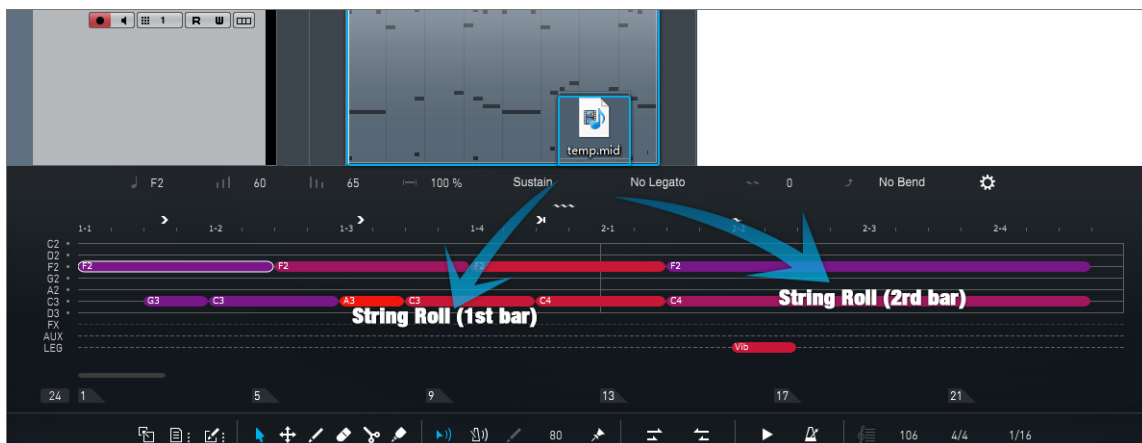 1 R W
temp.mid
F2 60 65 100 % Sustain No Legato 0 No Bend
1-1 1-2 1-3 1-4 2-2 2-3 2-4
C2
D2
F2 F2 F2 F2 F2
G2
A2
C3 G3 C3 A3 C3 C4 C4
String Roll (1st bar) String Roll (2rd bar)
D3
FX
AUX
LEG Vib
24 1 5 9 13 17 21
80 106 4/4 1/16